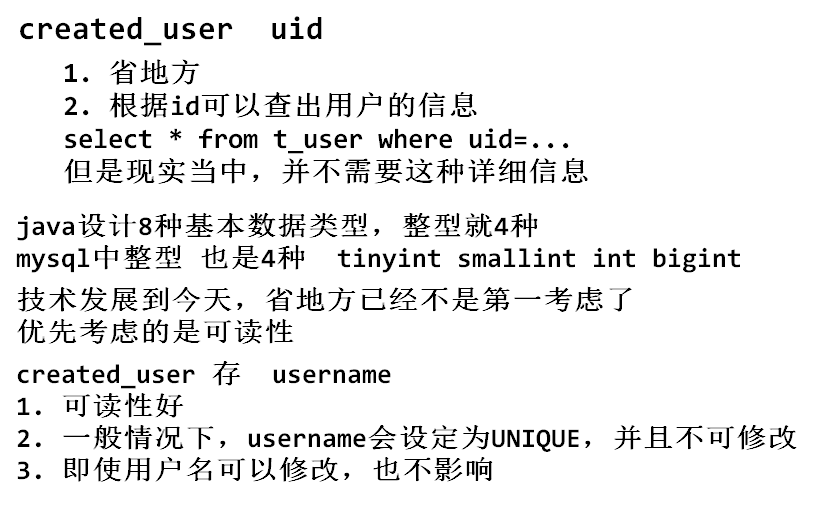 created_user  uid
1. 省地方
2. 根据id可以查出用户的信息
select * from t_user where uid=...
但是现实当中，并不需要这种详细信息
java设计8种基本数据类型，整型就4种
mysql中整型 也是4种  tinyint smallint int bigint
技术发展到今天，省地方已经不是第一考虑了
优先考虑的是可读性
created_user 存  username
1. 可读性好
2. 一般情况下，username会设定为UNIQUE，并且不可修改
3. 即使用户名可以修改，也不影响